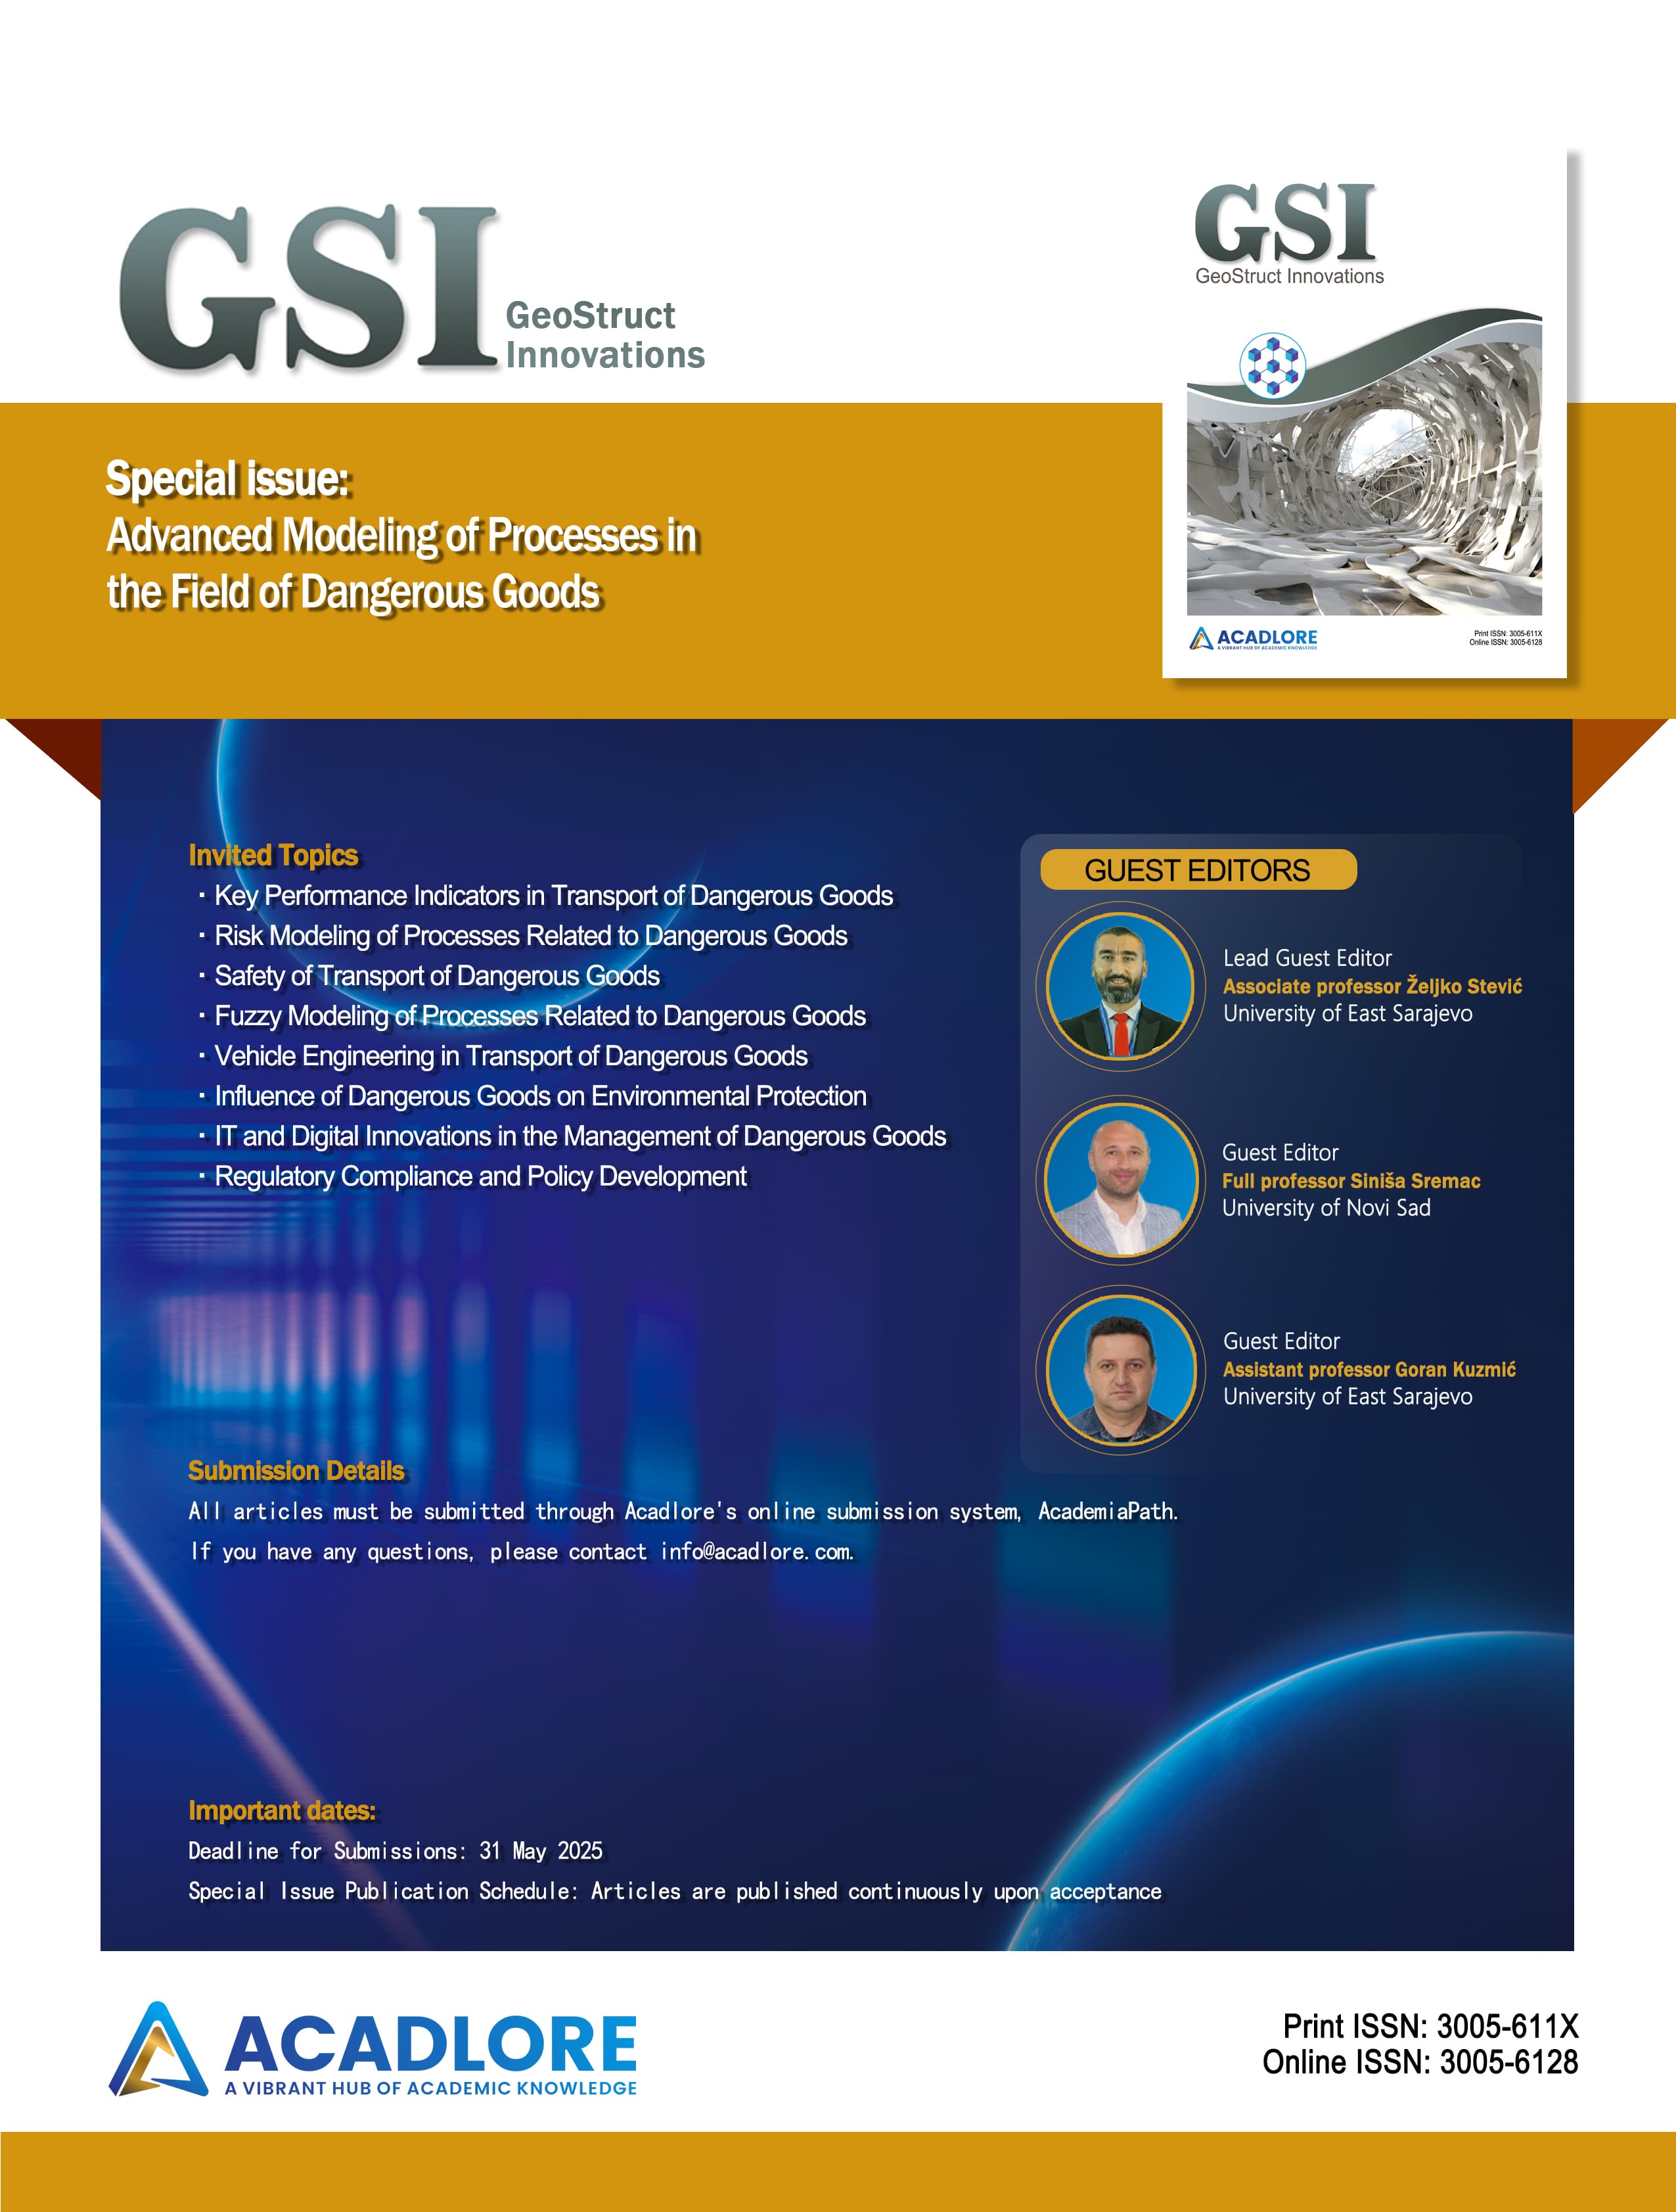 GSI
GeoStruct
Innovations
GSI
GeoStruct Innovations
ACADLORE
A VIBRANT HUB OF ACADEMIC KNOWLEDGE
Print ISSN: 3005-611X
Online ISSN: 3005-6128
Special issue:
Advanced Modeling of Processes in
the Field of Dangerous Goods
Invited Topics
· Key Performance Indicators in Transport of Dangerous Goods
· Risk Modeling of Processes Related to Dangerous Goods
· Safety of Transport of Dangerous Goods
· Fuzzy Modeling of Processes Related to Dangerous Goods
· Vehicle Engineering in Transport of Dangerous Goods
· Influence of Dangerous Goods on Environmental Protection
· IT and Digital Innovations in the Management of Dangerous Goods
· Regulatory Compliance and Policy Development
GUEST EDITORS
Lead Guest Editor
Associate professor Željko Stević
University of East Sarajevo
Guest Editor
Full professor Siniša Sremac
University of Novi Sad
Guest Editor
Assistant professor Goran Kuzmić
University of East Sarajevo
Submission Details
All articles must be submitted through Acadlore's online submission system, AcademiaPath.
If you have any questions, please contact info@acadlore.com.
Important dates:
Deadline for Submissions: 31 May 2025
Special Issue Publication Schedule: Articles are published continuously upon acceptance
ACADLORE
A VIBRANT HUB OF ACADEMIC KNOWLEDGE
Print ISSN: 3005-611X
Online ISSN: 3005-6128